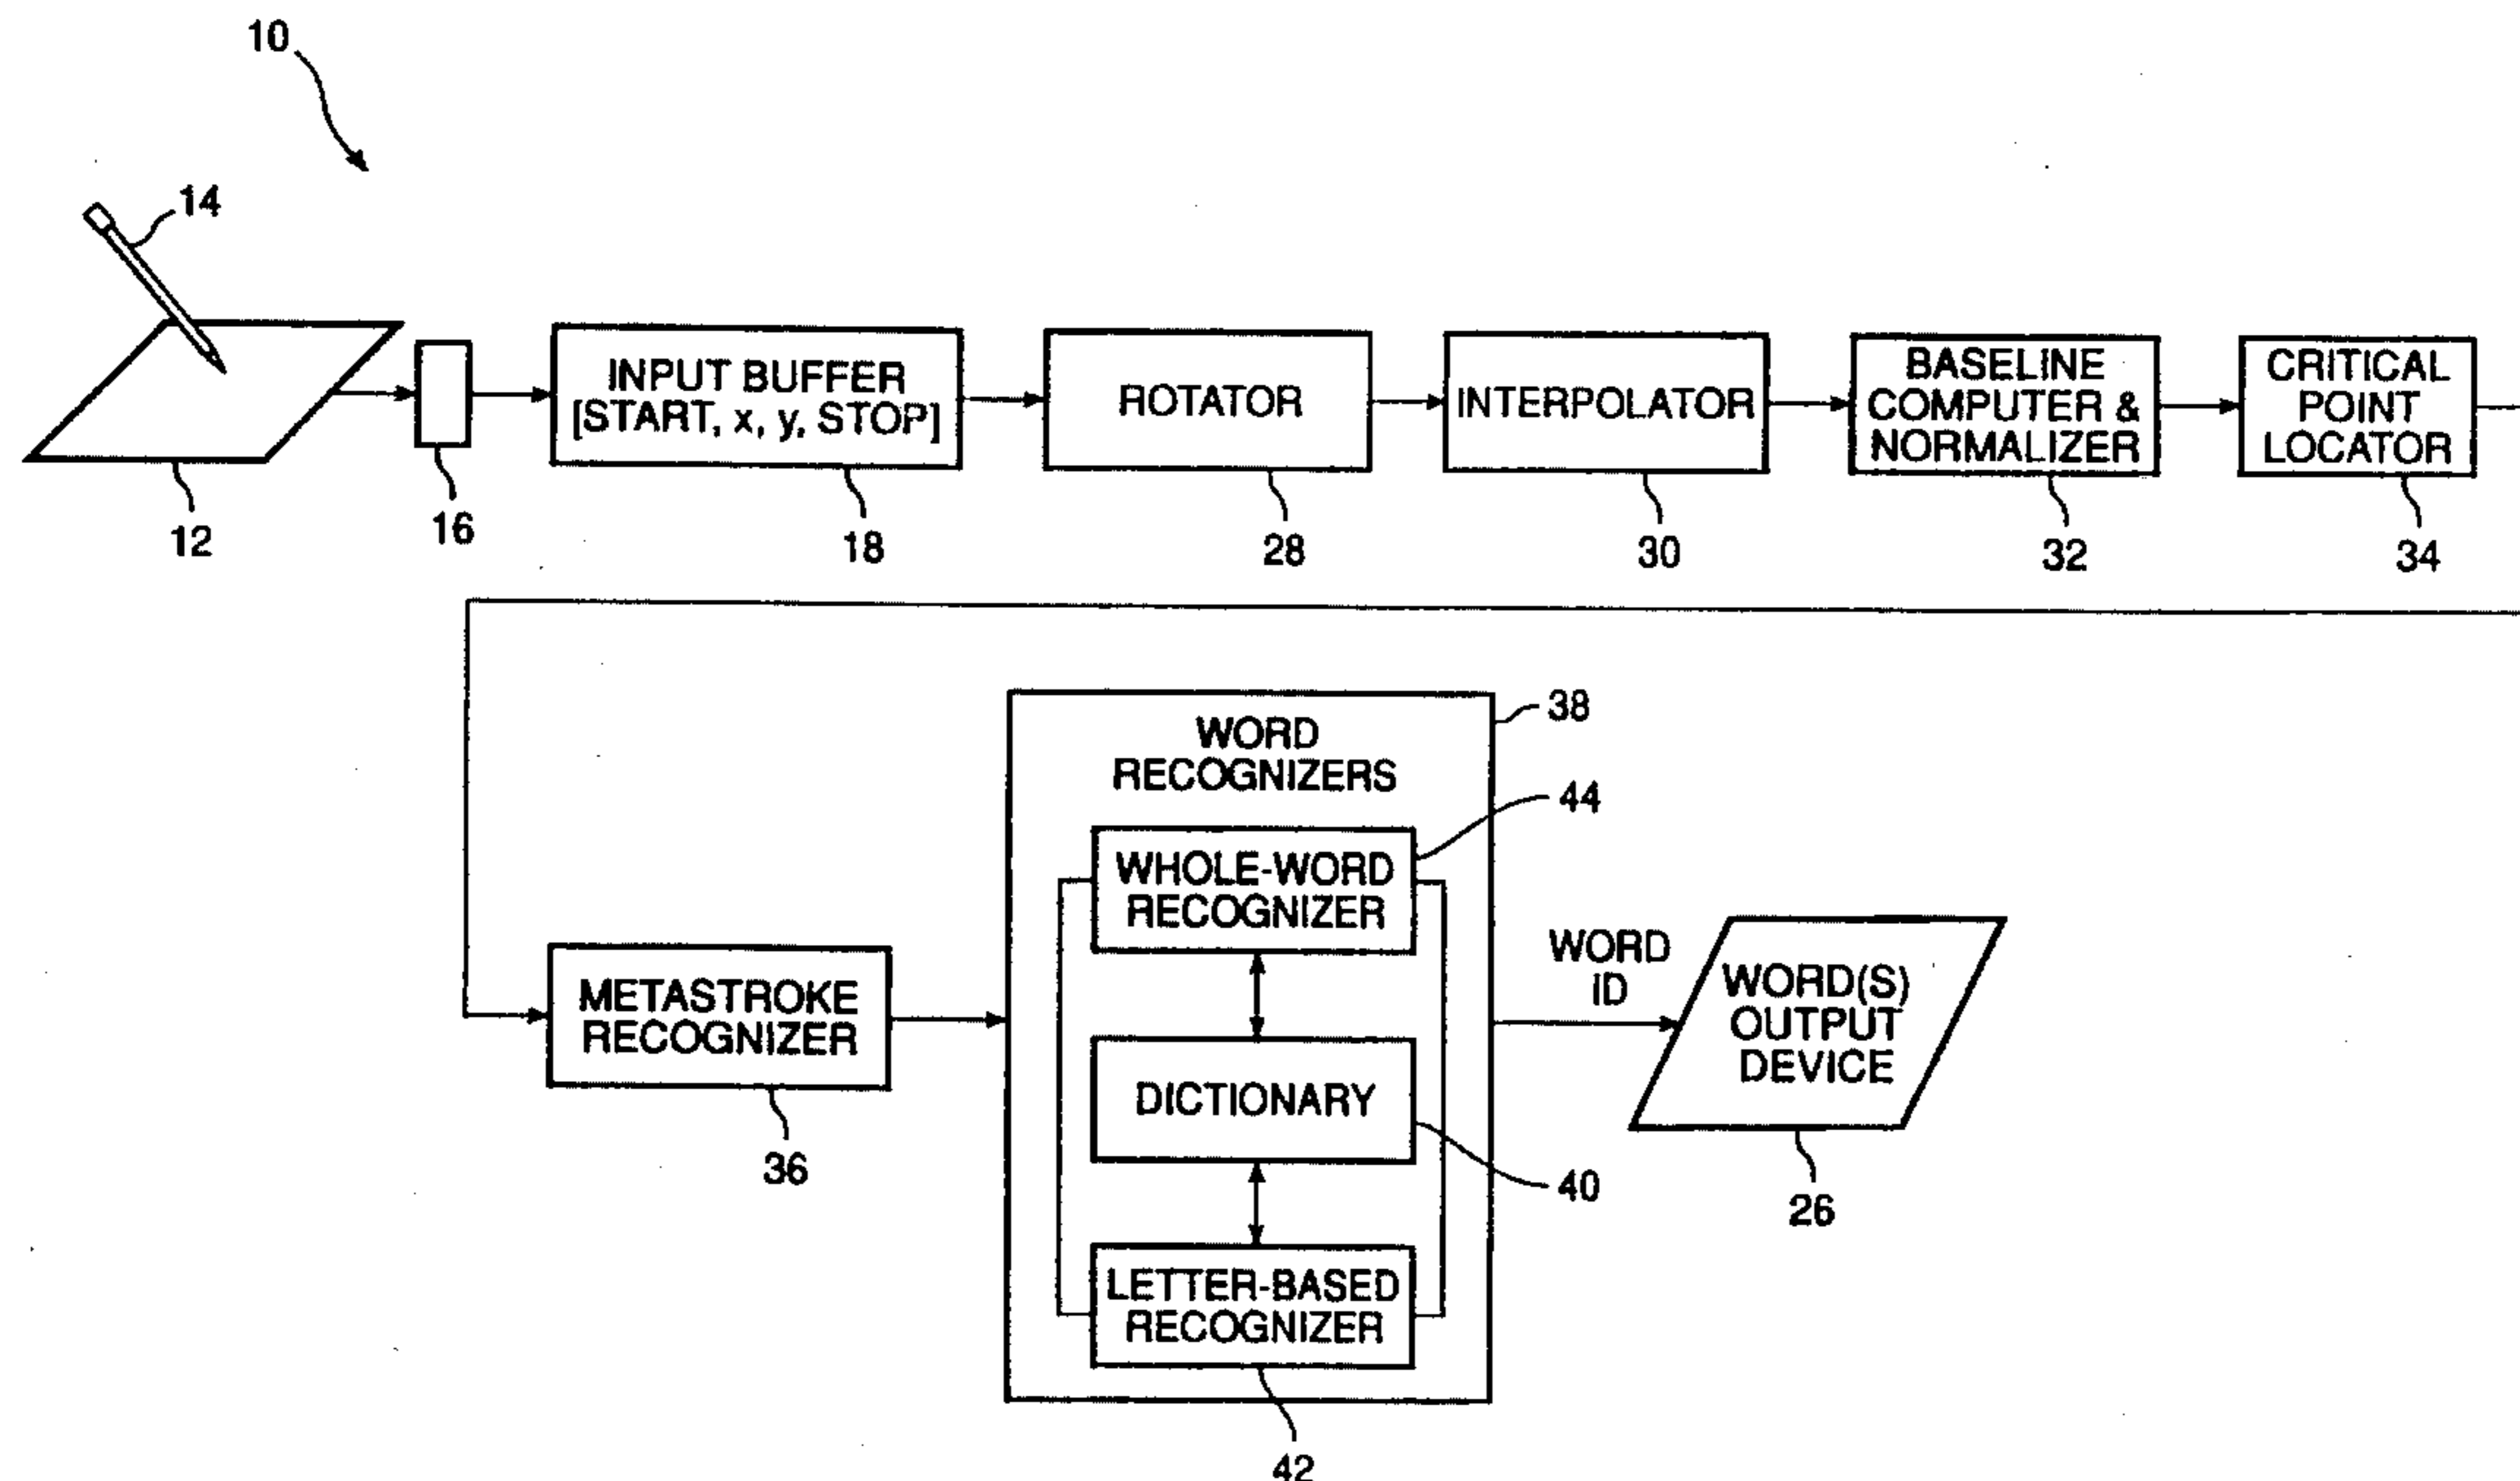 10
14
INPUT BUFFER
[START, x, y, STOP]
ROTATOR
INTERPOLATOR
BASELINE
COMPUTER &
NORMALIZER
CRITICAL
POINT
LOCATOR
12
16
18
28
30
32
34
38
WORD
RECOGNIZERS
44
WHOLE-WORD
RECOGNIZER
METASTROKE
RECOGNIZER
36
DICTIONARY
40
LETTER-BASED
RECOGNIZER
42
WORD
ID
WORD(S)
OUTPUT
DEVICE
26